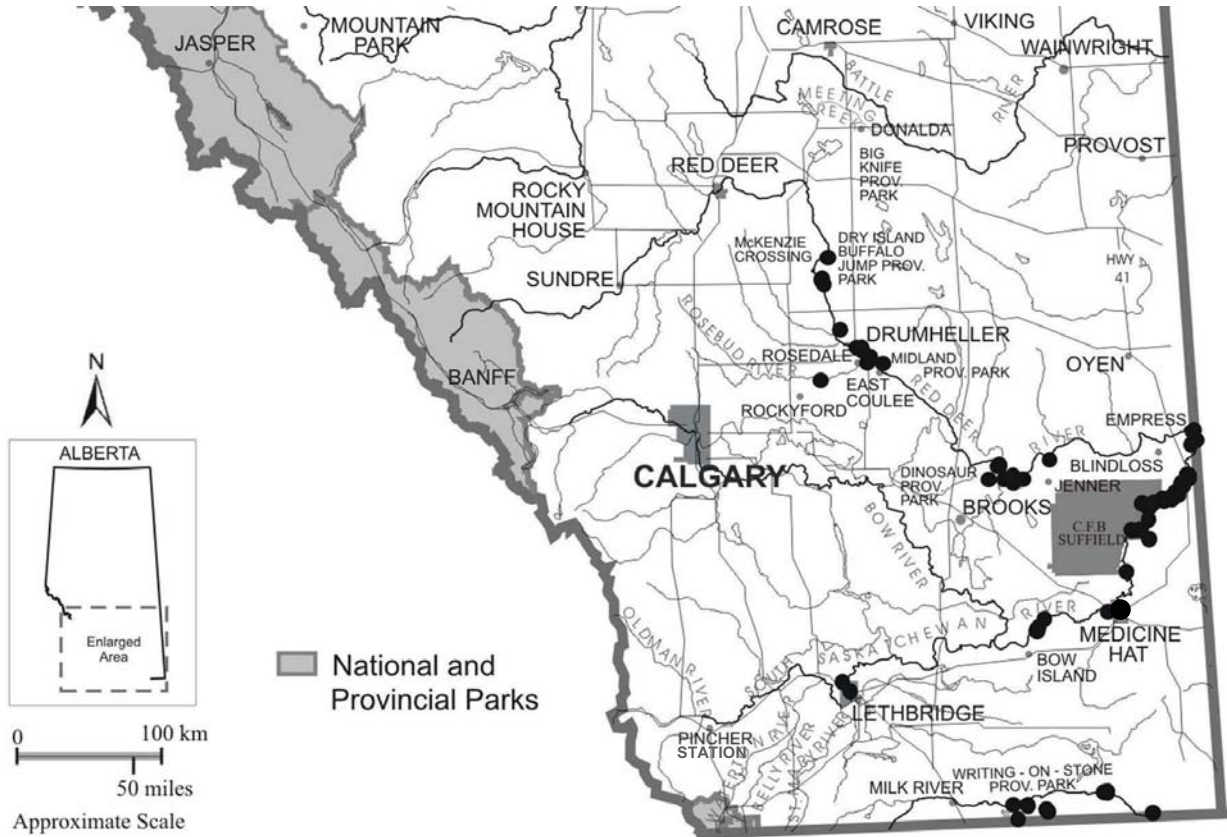 JASPER
MOUNTAIN
PARK
CAMROSE
VIKING
WAINWRIGHT
BATTLE
RIVER
MEETING
CREEK
DONALDA
PROVOST
BIG
KNIFE
PROV.
PARK
RED DEER
ROCKY
MOUNTAIN
HOUSE
McKENZIE
CROSSING
DRY ISLAND
BUFFALO
JUMP PROV.
PARK
HWY
41
SUNDRE
ROSEBUD RIVER
DRUMHELLER
ROSEDALE
MIDLAND
PROV. PARK
OYEN
N
BANFF
EAST
COULEE
RED DEER
RIVER
ROCKYFORD
EMPRESS
ALBERTA
CALGARY
DINOSAUR
PROV.
PARK
BLINDLOSS
JENNER
BROOKS
C.F.B
SUFFIELD
BOW RIVER
Enlarged
Area
National and
Provincial Parks
OLDMAN RIVER
SOUTH SASKATCHEWAN RIVER
MEDICINE
HAT
BOW
ISLAND
LETHBRIDGE
0 100 km
50 miles
Approximate Scale
PINCHER
STATION
BELLY RIVER
ST. MARY RIVER
MILK RIVER
WRITING - ON - STONE
PROV. PARK